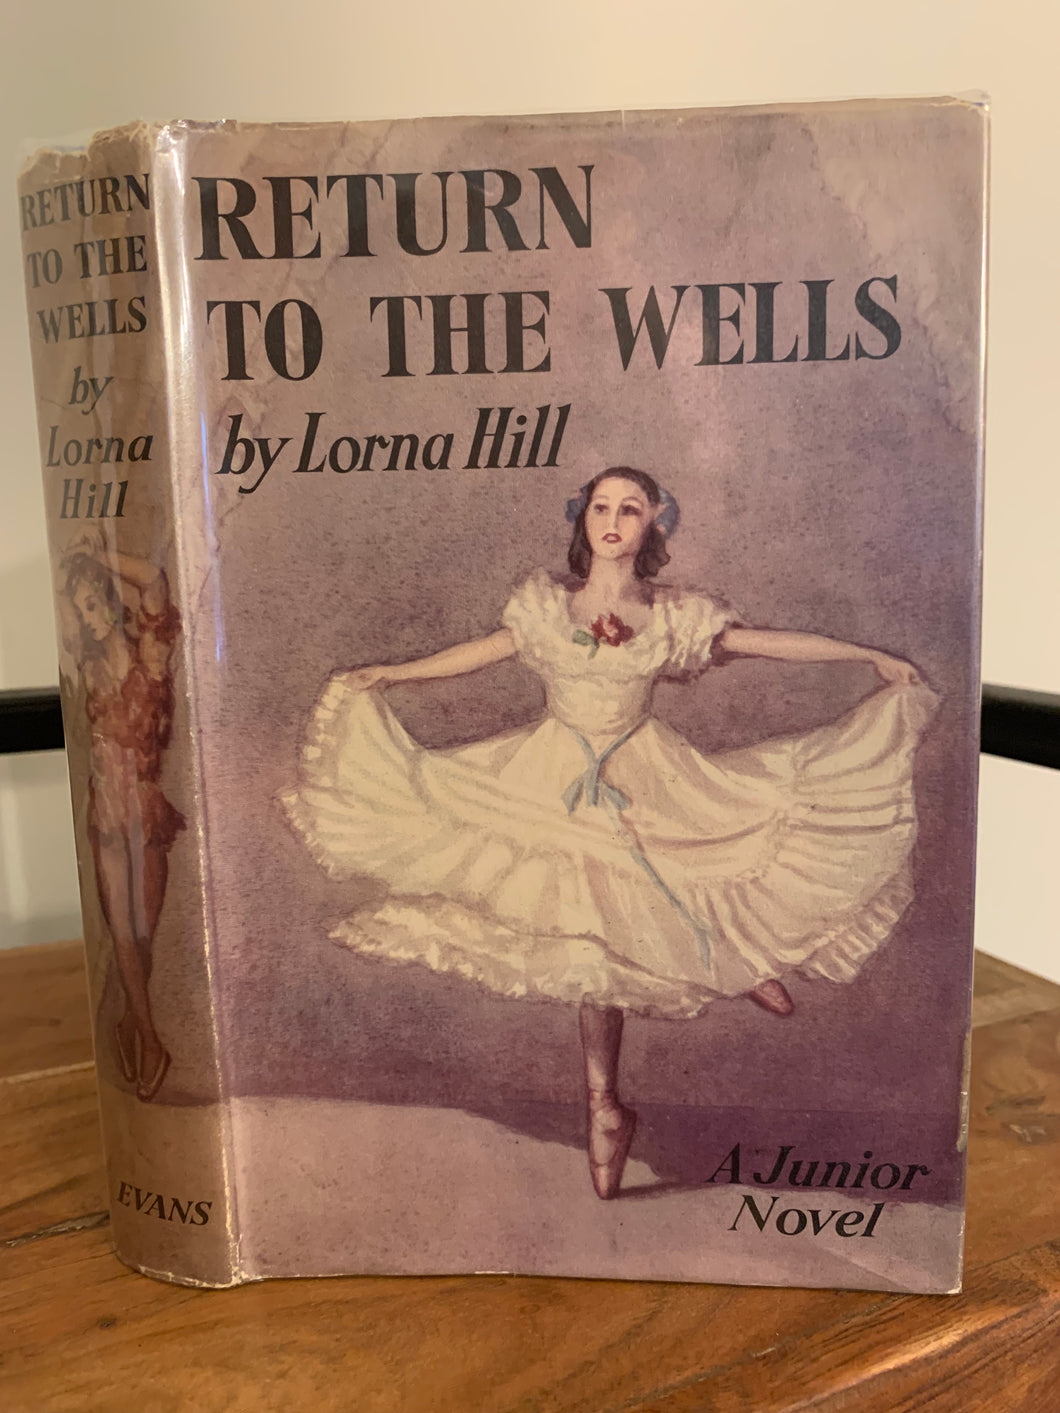 RETURN
TO THE
WELLS
by
Lorna
Hill
EVANS
RETURN
TO THE WELLS
by Lorna Hill
A Junior
Novel